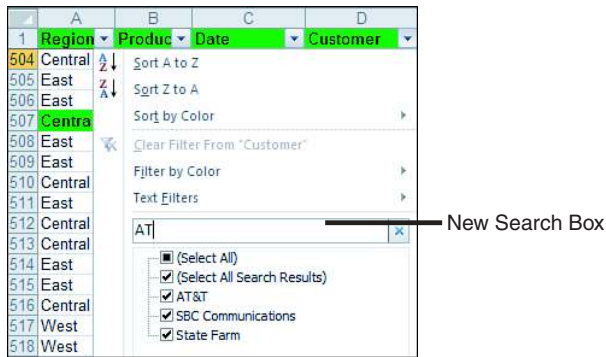 A B C D
1 Region Produc Date Customer
504 Central
Sort A to Z
505 East
Sort Z to A
506 East
507 Centra
Sort by Color
508 East
Clear Filter From "Customer"
509 East
Filter by Color
510 Central
511 East
Text Filters
512 Central
AT
New Search Box
513 Central
514 East
(Select All)
515 East
(Select All Search Results)
516 Central
AT&T
517 West
SBC Communications
518 West
State Farm